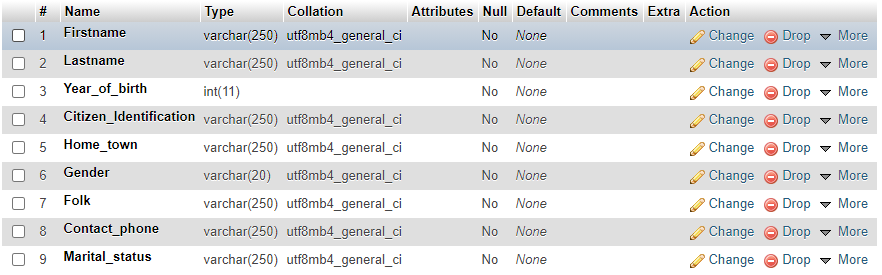 # Name Type Collation Attributes Null Default Comments Extra Action
1 Firstname varchar(250) utf8mb4_general_ci No None Change Drop More
2 Lastname varchar(250) utf8mb4_general_ci No None Change Drop More
3 Year_of_birth int(11) No None Change Drop More
4 Citizen_Identification varchar(250) utf8mb4_general_ci No None Change Drop More
5 Home_town varchar(250) utf8mb4_general_ci No None Change Drop More
6 Gender varchar(20) utf8mb4_general_ci No None Change Drop More
7 Folk varchar(250) utf8mb4_general_ci No None Change Drop More
8 Contact_phone varchar(250) utf8mb4_general_ci No None Change Drop More
9 Marital_status varchar(250) utf8mb4_general_ci No None Change Drop More